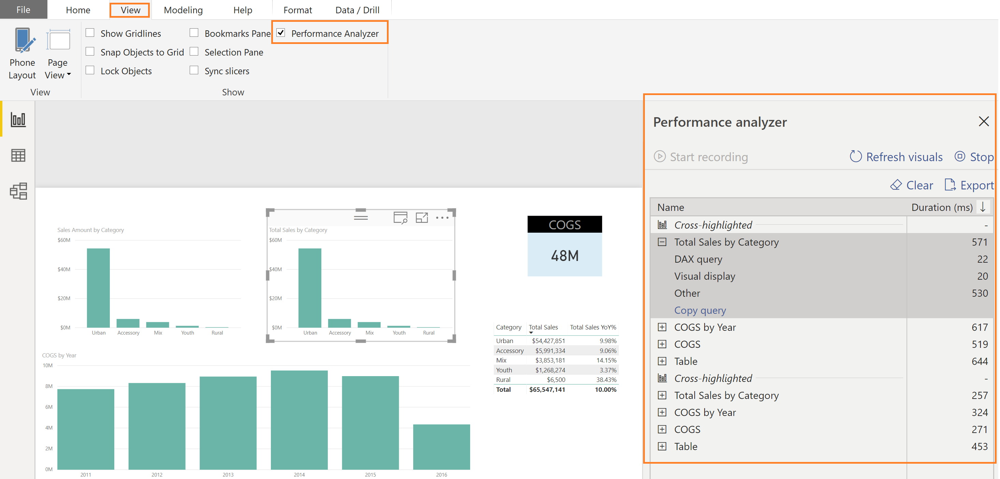 File Home View Modeling Help Format Data / Drill
Show Gridlines Bookmarks Pane Performance Analyzer
Snap Objects to Grid Selection Pane
Lock Objects Sync slicers
Phone Layout
Page View
View Show
Performance analyzer
Start recording Refresh visuals Stop
Clear Export
Name Duration (ms)
Cross-highlighted -
Total Sales by Category 571
DAX query 22
Visual display 20
Other 530
Copy query
COGS by Year 617
COGS 519
Table 644
Cross-highlighted -
Total Sales by Category 257
COGS by Year 324
COGS 271
Table 453
Sales Amount by Category
$60M
$40M
$20M
$0M
Urban Accessory Mix Youth Rural
Total Sales by Category
$60M
$40M
$20M
$0M
Urban Accessory Mix Youth Rural
COGS
48M
Category Total Sales Total Sales YoY%
Urban $54,427,851 9.98%
Accessory $5,991,334 9.06%
Mix $3,853,181 14.15%
Youth $1,268,274 3.37%
Rural $6,500 38.43%
Total $65,547,141 10.00%
COGS by Year
10M
8M
6M
4M
2M
0M
2011 2012 2013 2014 2015 2016